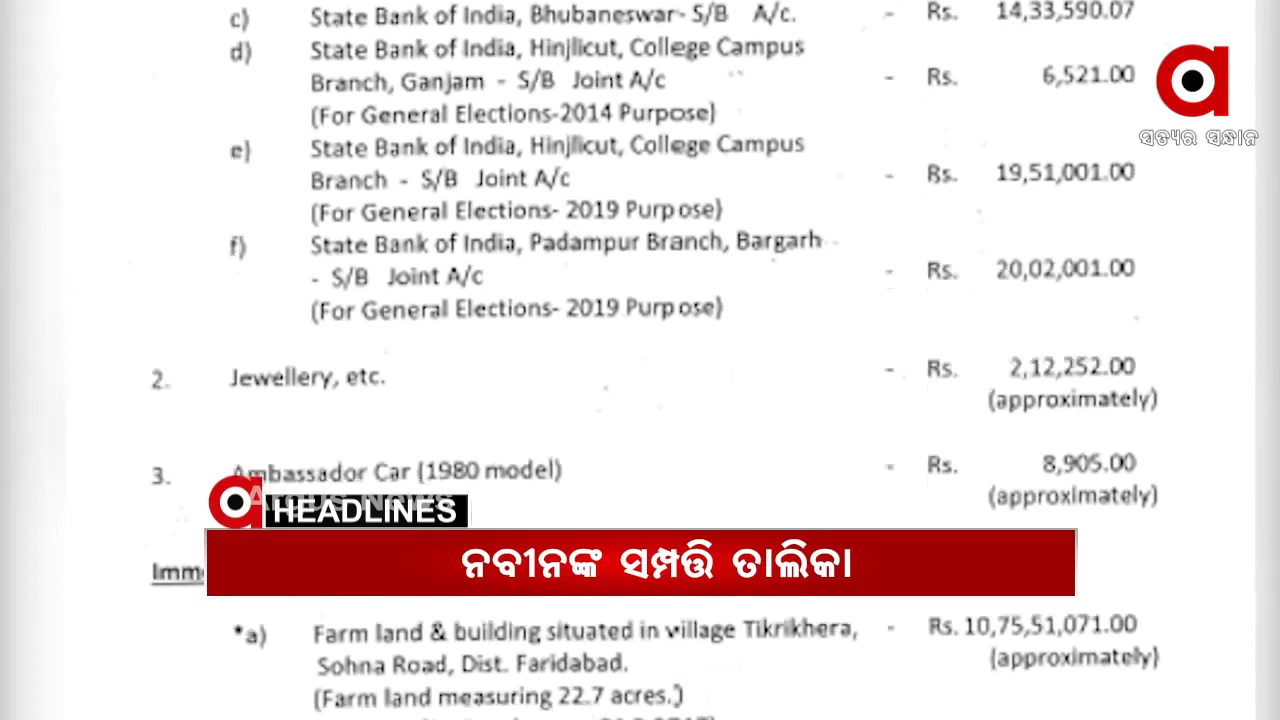 c) State Bank of India, Bhubaneswar- S/B A/c. - Rs. 14,33,590.07
d) State Bank of India, Hinjlicut, College Campus
Branch, Ganjam - S/B Joint A/c - Rs. 6,521.00
(For General Elections-2014 Purpose)
ସତ୍ୟର ସନ୍ଧାନ
e) State Bank of India, Hinjlicut, College Campus
Branch - S/B Joint A/c - Rs. 19,51,001.00
(For General Elections- 2019 Purpose)
f) State Bank of India, Padampur Branch, Bargarh
- S/B Joint A/c - Rs. 20,02,001.00
(For General Elections- 2019 Purpose)
2. Jewellery, etc. - Rs. 2,12,252.00
(approximately)
3. Ambassador Car (1980 model) - Rs. 8,905.00
(approximately)
Argus News
HEADLINES
ନବୀନଙ୍କ ସମ୍ପତ୍ତି ତାଲିକା
Imm
*a) Farm land & building situated in village Tikrikhera, - Rs. 10,75,51,071.00
Sohna Road, Dist. Faridabad. (approximately)
(Farm land measuring 22.7 acres.)